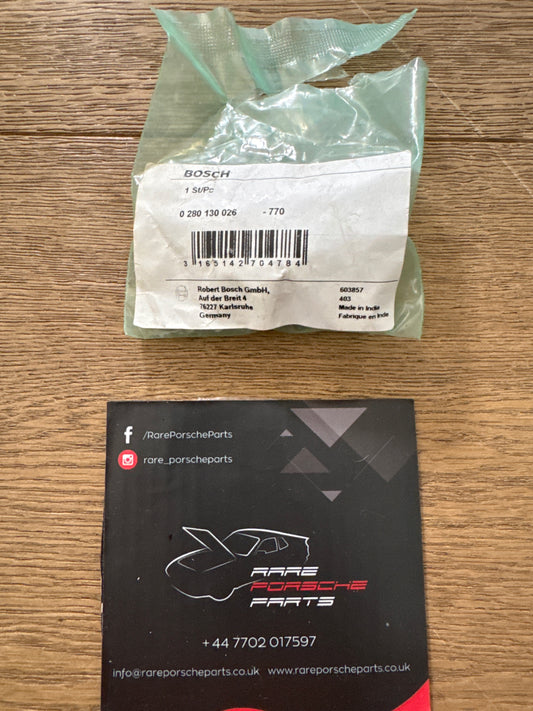 BOSCH
1 St/Pc
0 280 130 026 - 770
3 165142 704784
Robert Bosch GmbH, 603857
Auf der Breit 4 403
76227 Karlsruhe Made in India
Germany Fabrique en Inde
f /RarePorscheParts
rare_porscheparts
RARE
PORSCHE
PARTS
+44 7702 017597
info@rareporscheparts.co.uk www.rareporscheparts.co.uk